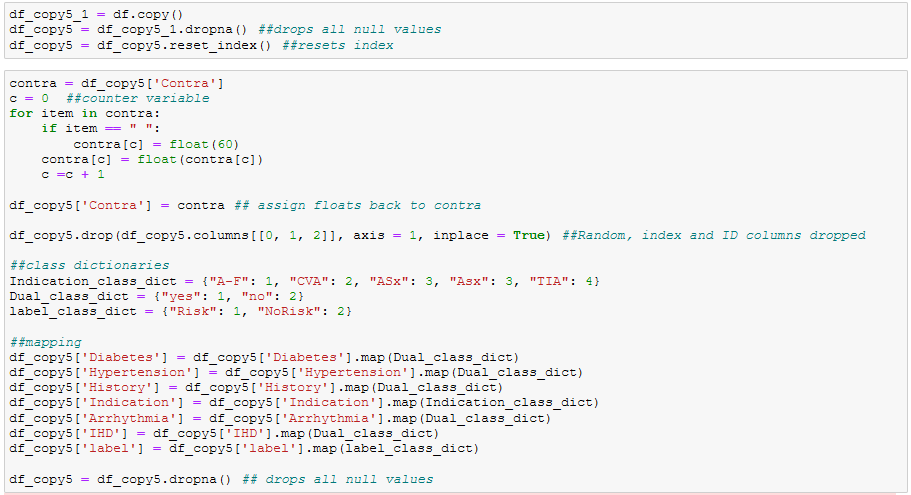 df_copy5_1 = df.copy()
df_copy5 = df_copy5_1.dropna() ##drops all null values
df_copy5 = df_copy5.reset_index() ##resets index
contra = df_copy5['Contra']
c = 0  ##counter variable
for item in contra:
    if item == " ":
        contra[c] = float(60)
    contra[c] = float(contra[c])
    c =c + 1
df_copy5['Contra'] = contra ## assign floats back to contra
df_copy5.drop(df_copy5.columns[[0, 1, 2]], axis = 1, inplace = True) ##Random, index and ID columns dropped
##class dictionaries
Indication_class_dict = {"A-F": 1, "CVA": 2, "ASx": 3, "Asx": 3, "TIA": 4}
Dual_class_dict = {"yes": 1, "no": 2}
label_class_dict = {"Risk": 1, "NoRisk": 2}
##mapping
df_copy5['Diabetes'] = df_copy5['Diabetes'].map(Dual_class_dict)
df_copy5['Hypertension'] = df_copy5['Hypertension'].map(Dual_class_dict)
df_copy5['History'] = df_copy5['History'].map(Dual_class_dict)
df_copy5['Indication'] = df_copy5['Indication'].map(Indication_class_dict)
df_copy5['Arrhythmia'] = df_copy5['Arrhythmia'].map(Dual_class_dict)
df_copy5['IHD'] = df_copy5['IHD'].map(Dual_class_dict)
df_copy5['label'] = df_copy5['label'].map(label_class_dict)
df_copy5 = df_copy5.dropna() ## drops all null values